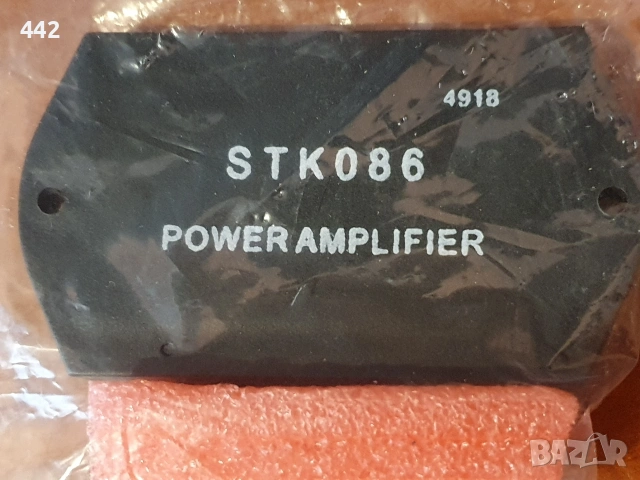 442
4918
STK086
POWER AMPLIFIER
BAZAR